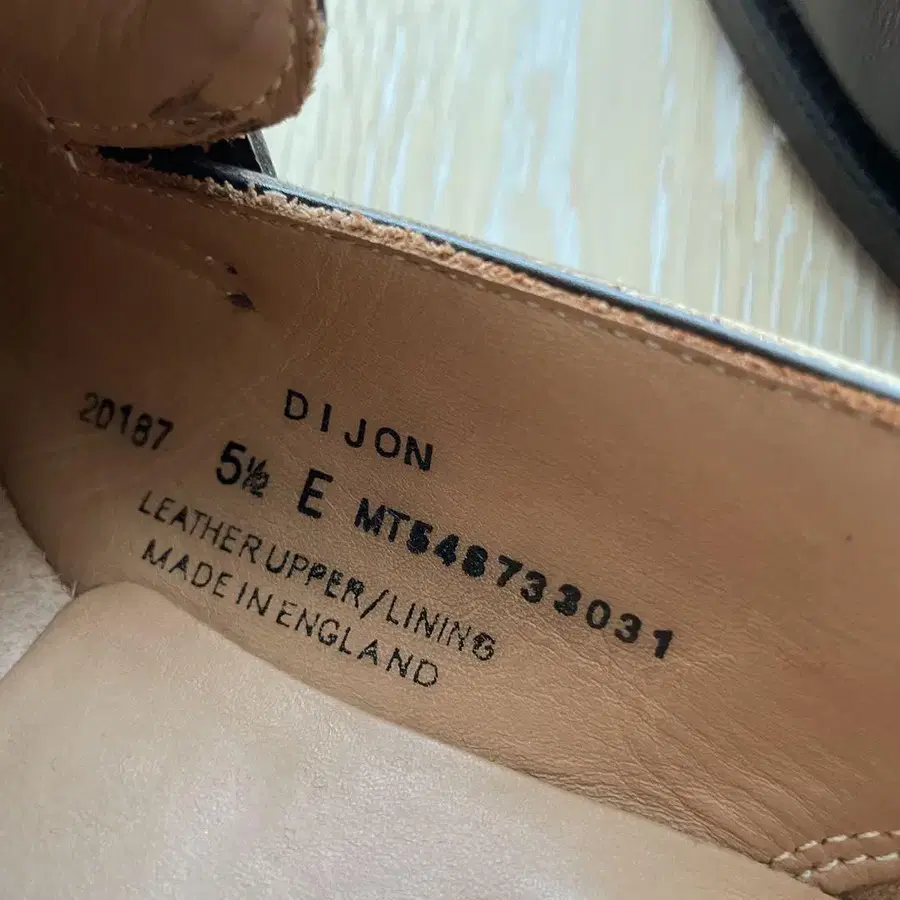 DIJON
20187 5½ E MT548733031
LEATHER UPPER/LINING
MADE IN ENGLAND